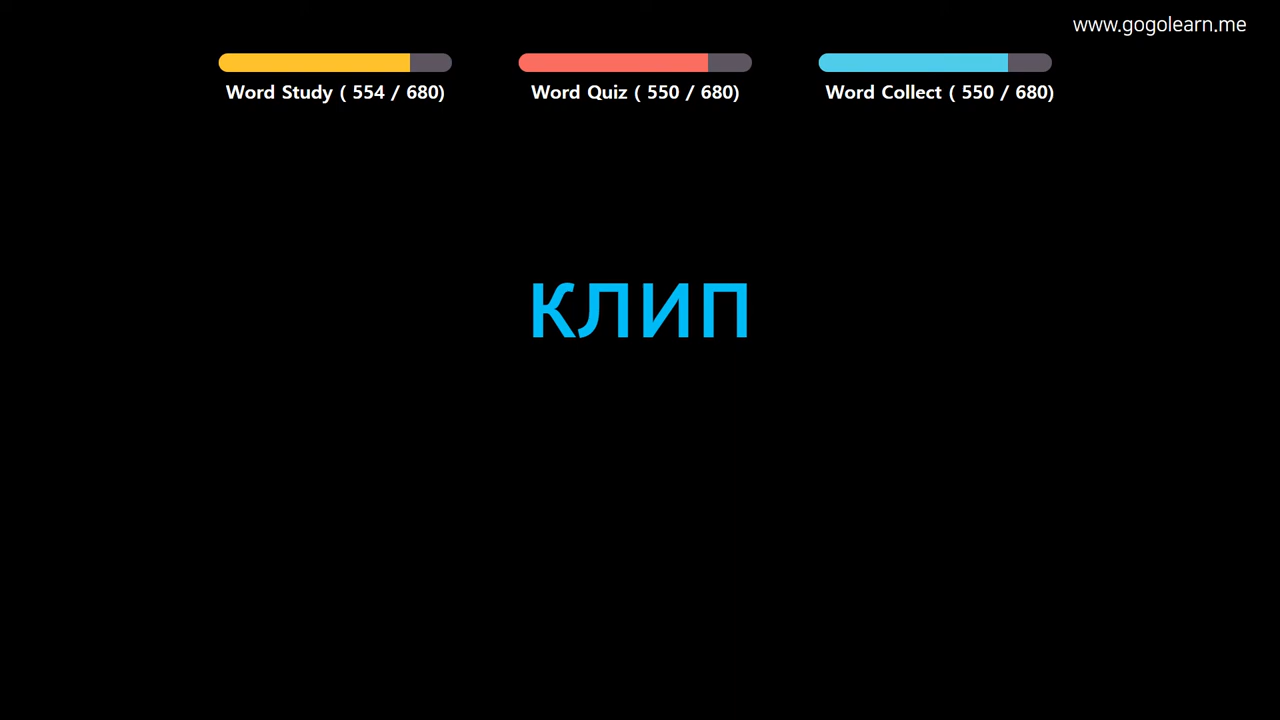 www.gogolearn.me
Word Study ( 554 / 680)
Word Quiz ( 550 / 680)
Word Collect ( 550 / 680)
клип